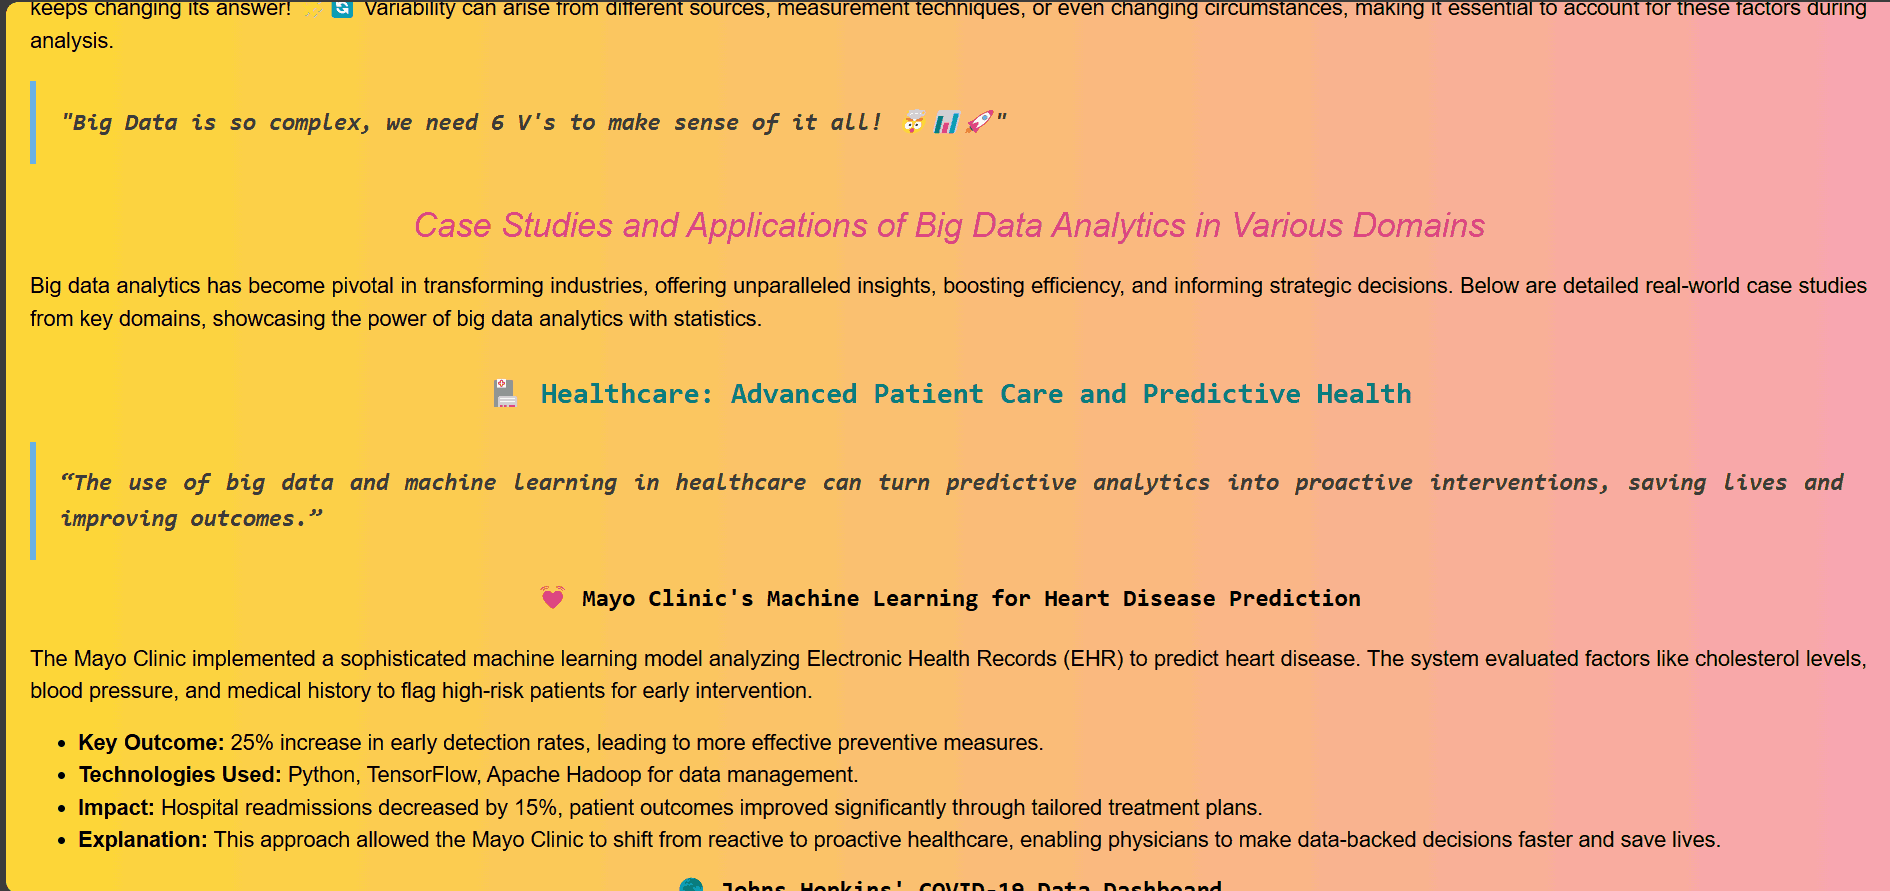 keeps changing its answer! 🔄 Variability can arise from different sources, measurement techniques, or even changing circumstances, making it essential to account for these factors during
analysis.
"Big Data is so complex, we need 6 V's to make sense of it all! 🤯📊🚀"
Case Studies and Applications of Big Data Analytics in Various Domains
Big data analytics has become pivotal in transforming industries, offering unparalleled insights, boosting efficiency, and informing strategic decisions. Below are detailed real-world case studies
from key domains, showcasing the power of big data analytics with statistics.
🏥 Healthcare: Advanced Patient Care and Predictive Health
“The use of big data and machine learning in healthcare can turn predictive analytics into proactive interventions, saving lives and
improving outcomes.”
💓 Mayo Clinic's Machine Learning for Heart Disease Prediction
The Mayo Clinic implemented a sophisticated machine learning model analyzing Electronic Health Records (EHR) to predict heart disease. The system evaluated factors like cholesterol levels,
blood pressure, and medical history to flag high-risk patients for early intervention.
• Key Outcome: 25% increase in early detection rates, leading to more effective preventive measures.
• Technologies Used: Python, TensorFlow, Apache Hadoop for data management.
• Impact: Hospital readmissions decreased by 15%, patient outcomes improved significantly through tailored treatment plans.
• Explanation: This approach allowed the Mayo Clinic to shift from reactive to proactive healthcare, enabling physicians to make data-backed decisions faster and save lives.
Johns Hopkins' COVID-19 Data Dashboard